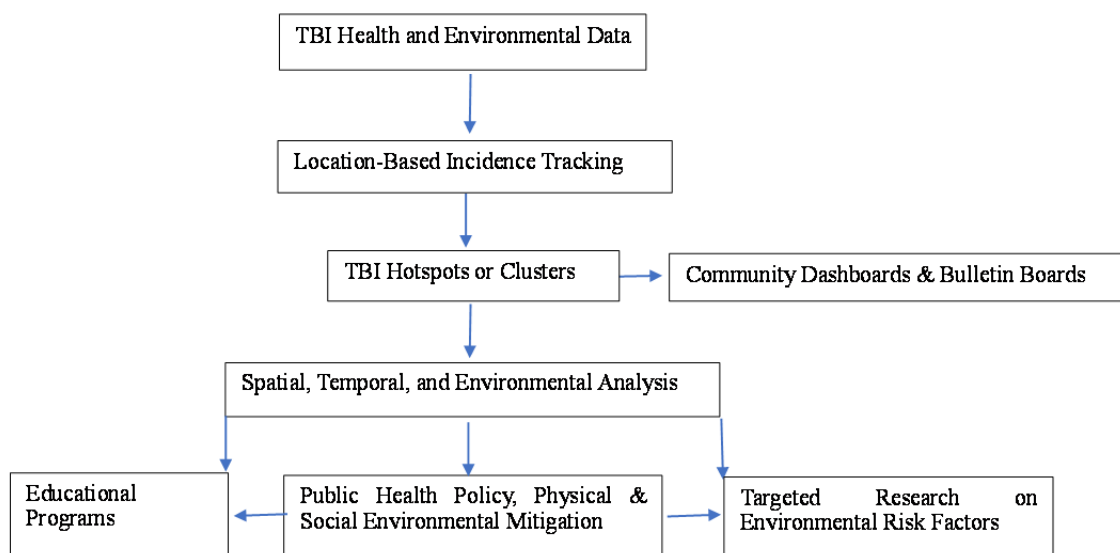 TBI Health and Environmental Data
Location-Based Incidence Tracking
TBI Hotspots or Clusters
Community Dashboards & Bulletin Boards
Spatial, Temporal, and Environmental Analysis
Educational
Programs
Public Health Policy, Physical &
Social Environmental Mitigation
Targeted Research on
Environmental Risk Factors